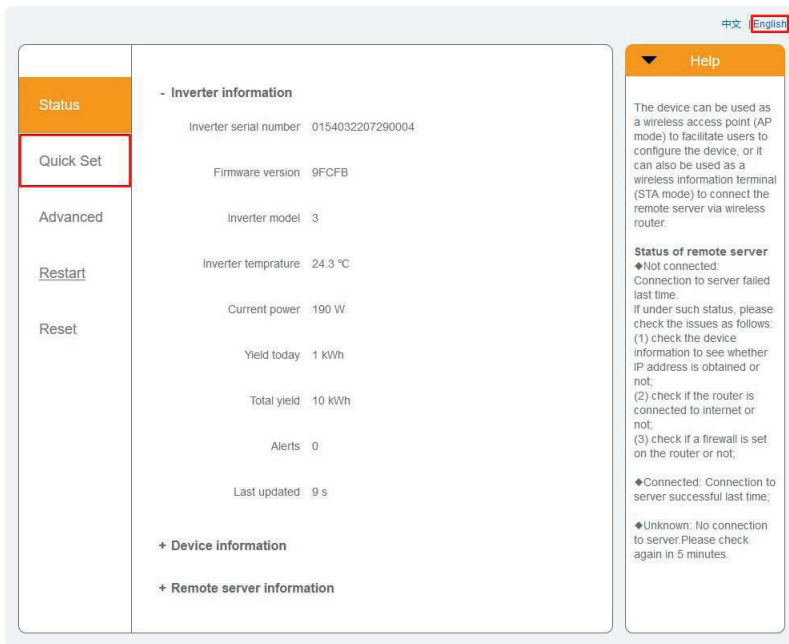 中文 | English
Status
Quick Set
Advanced
Restart
Reset
- Inverter information
Inverter serial number 0154032207290004
Firmware version 9FCFB
Inverter model 3
Inverter temprature 24.3 ℃
Current power 190 W
Yield today 1 kWh
Total yield 10 kWh
Alerts 0
Last updated 9 s
+ Device information
+ Remote server information
Help
The device can be used as
a wireless access point (AP
mode) to facilitate users to
configure the device, or it
can also be used as a
wireless information terminal
(STA mode) to connect the
remote server via wireless
router.
Status of remote server
◆Not connected:
Connection to server failed
last time.
If under such status, please
check the issues as follows:
(1) check the device
information to see whether
IP address is obtained or
not;
(2) check if the router is
connected to internet or
not;
(3) check if a firewall is set
on the router or not;
◆Connected: Connection to
server successful last time;
◆Unknown: No connection
to server.Please check
again in 5 minutes.